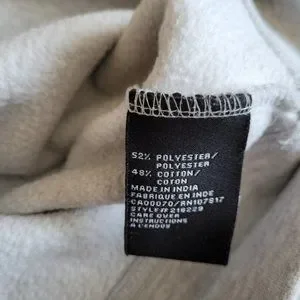 52% POLYESTER/
POLYESTER
48% COTTON/
COTON
MADE IN INDIA
FABRIQUE EN INDE
CA00070/RN107817
STYLE# 216229
CARE OVER
INSTRUCTIONS
A L'ENDOS